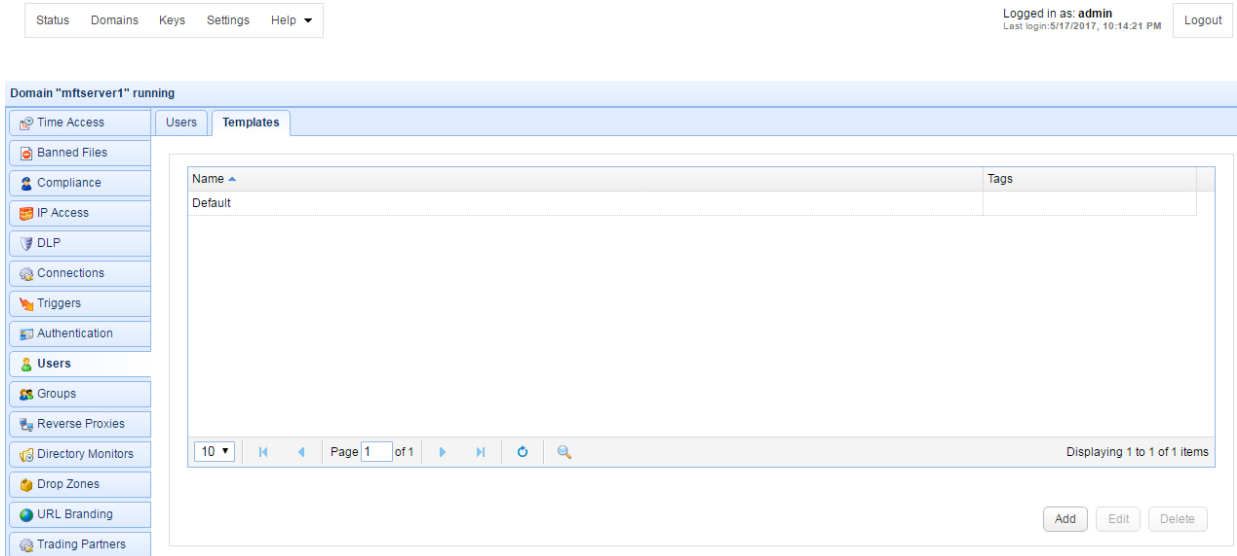 Status Domains Keys Settings Help
Logged in as: admin
Last login:5/17/2017, 10:14:21 PM
Logout
Domain "mftserver1" running
Time Access
Banned Files
Compliance
IP Access
DLP
Connections
Triggers
Authentication
Users
Groups
Reverse Proxies
Directory Monitors
Drop Zones
URL Branding
Trading Partners
Users Templates
Name Tags
Default
10 Page 1 of 1 Displaying 1 to 1 of 1 items
Add Edit Delete